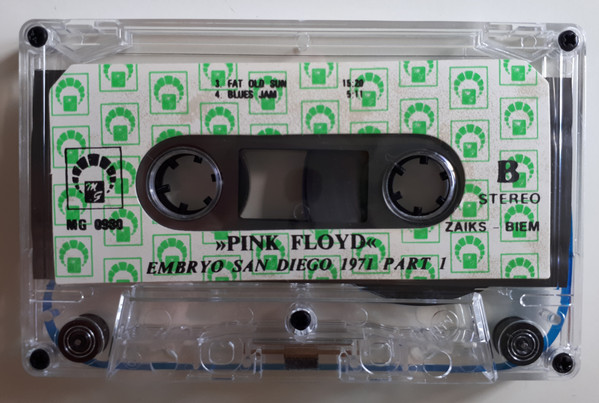 3. FAT OLD SUN 15.20
4. BLUES JAM 5.11
B
STEREO
MG
MG 0980
ZAIKS - BIEM
»PINK FLOYD«
EMBRYO SAN DIEGO 1971 PART 1